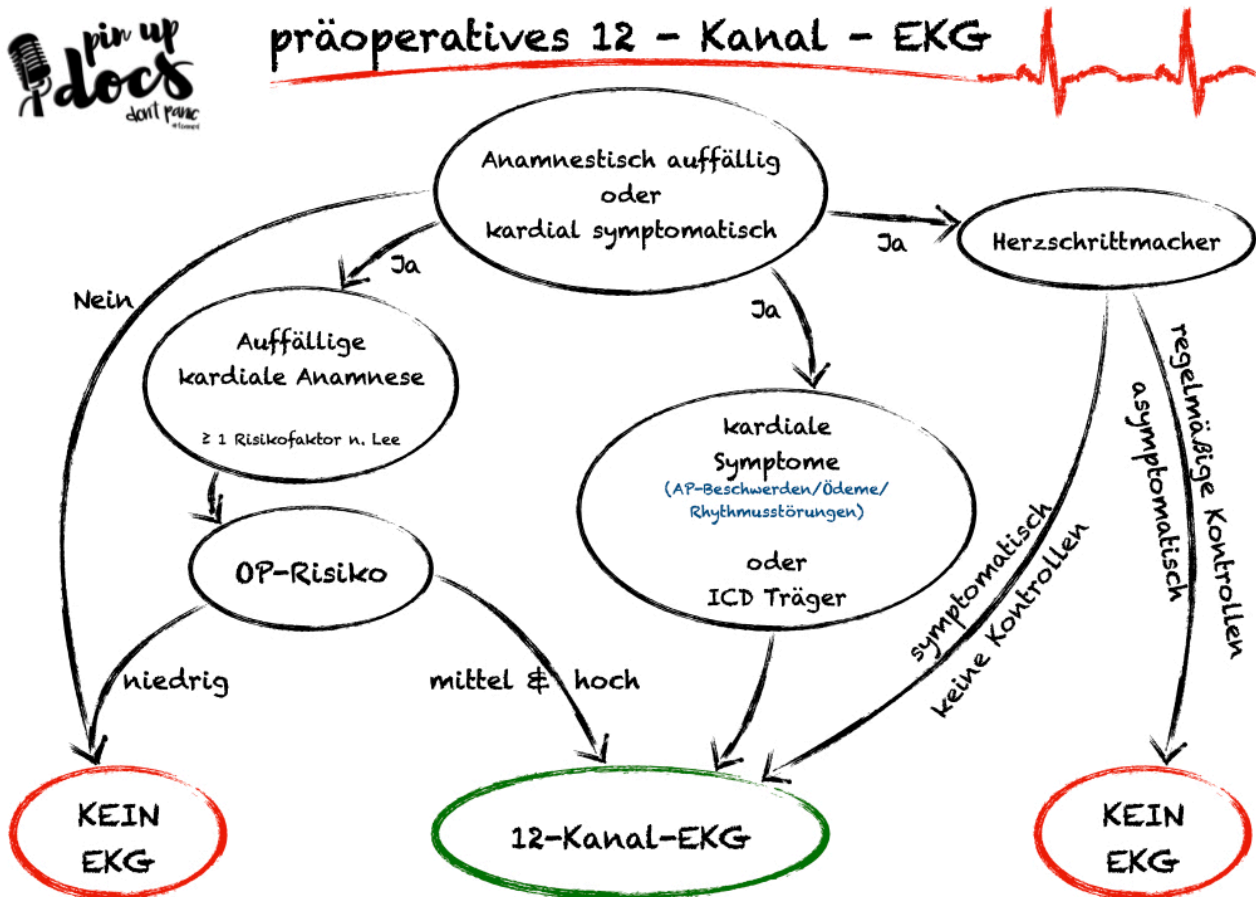 pin up
docs
don't panic
präoperatives 12 - Kanal - EKG
Anamnestisch auffällig
oder
kardial symptomatisch
Nein
Ja
Ja
Ja
Herzschrittmacher
Auffällige
kardiale Anamnese
≥ 1 Risikofaktor n. Lee
kardiale
Symptome
(AP-Beschwerden/Ödeme/
Rhythmusstörungen)
oder
ICD Träger
symptomatisch
keine Kontrollen
regelmäßige Kontrollen
asymptomatisch
OP-Risiko
niedrig
mittel & hoch
KEIN
EKG
12-Kanal-EKG
KEIN
EKG